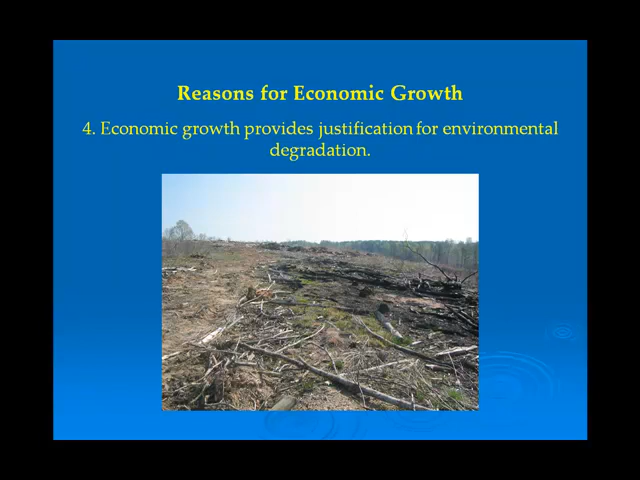 Reasons for Economic Growth
4. Economic growth provides justification for environmental
degradation.